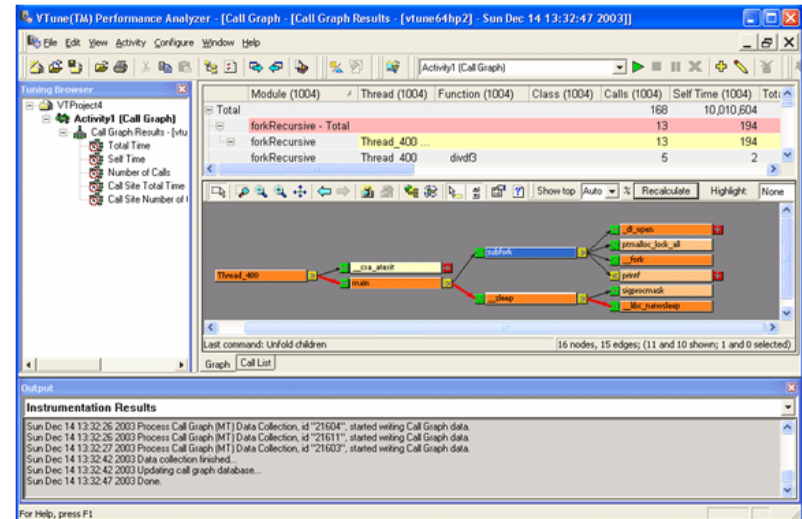 VTune(TM) Performance Analyzer - [Call Graph - [Call Graph Results - [vtune64hp2] - Sun Dec 14 13:32:47 2003]]
File Edit View Activity Configure Window Help
Activity1 (Call Graph)
Tuning Browser
VTProject4
Activity1 (Call Graph)
Call Graph Results - [vtu
Total Time
Self Time
Number of Calls
Call Site Total Time
Call Site Number of
Module (1004) Thread (1004) Function (1004) Class (1004) Calls (1004) Self Time (1004) Tota
Total 168 10,010,604
forkRecursive - Total 13 194
forkRecursive Thread_400 ... 13 194
forkRecursive Thread 400 divdf3 5 2
Show top Auto % Recalculate Highlight: None
_dl_open
subfork
ptmalloc_lock_all
__cxa_atexit
__fork
Thread_400
printf
main
sigprocmask
__sleep
__libc_nanosleep
Last command: Unfold children 16 nodes, 15 edges; (11 and 10 shown; 1 and 0 selected)
Graph Call List
Output
Instrumentation Results
Sun Dec 14 13:32:26 2003 Process Call Graph (MT) Data Collection, id "21604", started writing Call Graph data.
Sun Dec 14 13:32:26 2003 Process Call Graph (MT) Data Collection, id "21611", started writing Call Graph data.
Sun Dec 14 13:32:27 2003 Process Call Graph (MT) Data Collection, id "21603", started writing Call Graph data.
Sun Dec 14 13:32:42 2003 Data collection finished...
Sun Dec 14 13:32:42 2003 Updating call graph database...
Sun Dec 14 13:32:47 2003 Done.
For Help, press F1